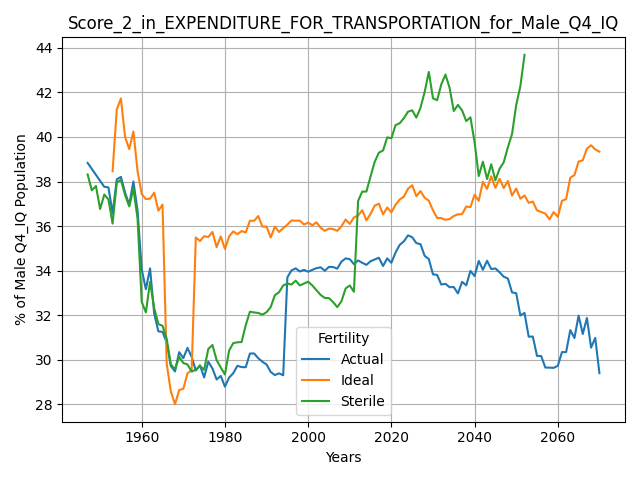 Score_2_in_EXPENDITURE_FOR_TRANSPORTATION_for_Male_Q4_IQ
44
42
40
38
36
34
32
30
28
% of Male Q4_IQ Population
Fertility
Actual
Ideal
Sterile
1960 1980 2000 2020 2040 2060
Years